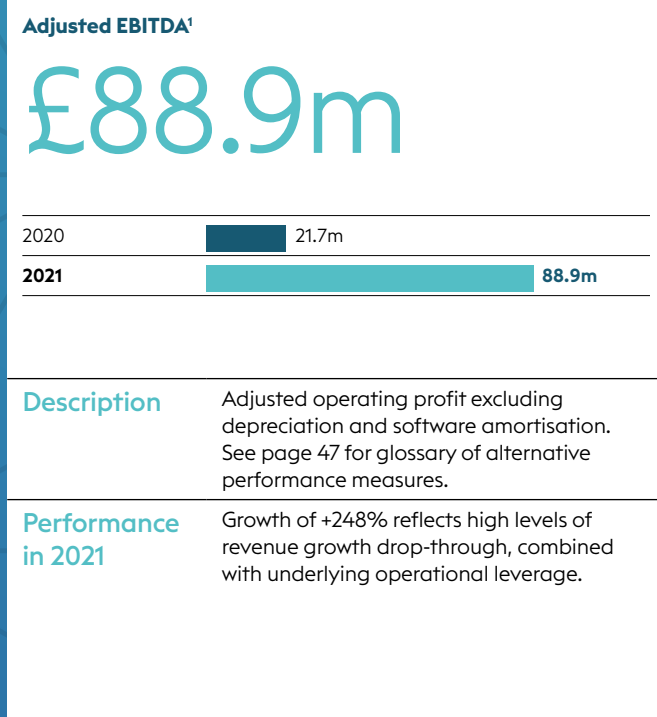 Adjusted EBITDA¹
£88.9m
2020 21.7m
2021 88.9m
Description
Adjusted operating profit excluding
depreciation and software amortisation.
See page 47 for glossary of alternative
performance measures.
Performance
in 2021
Growth of +248% reflects high levels of
revenue growth drop-through, combined
with underlying operational leverage.